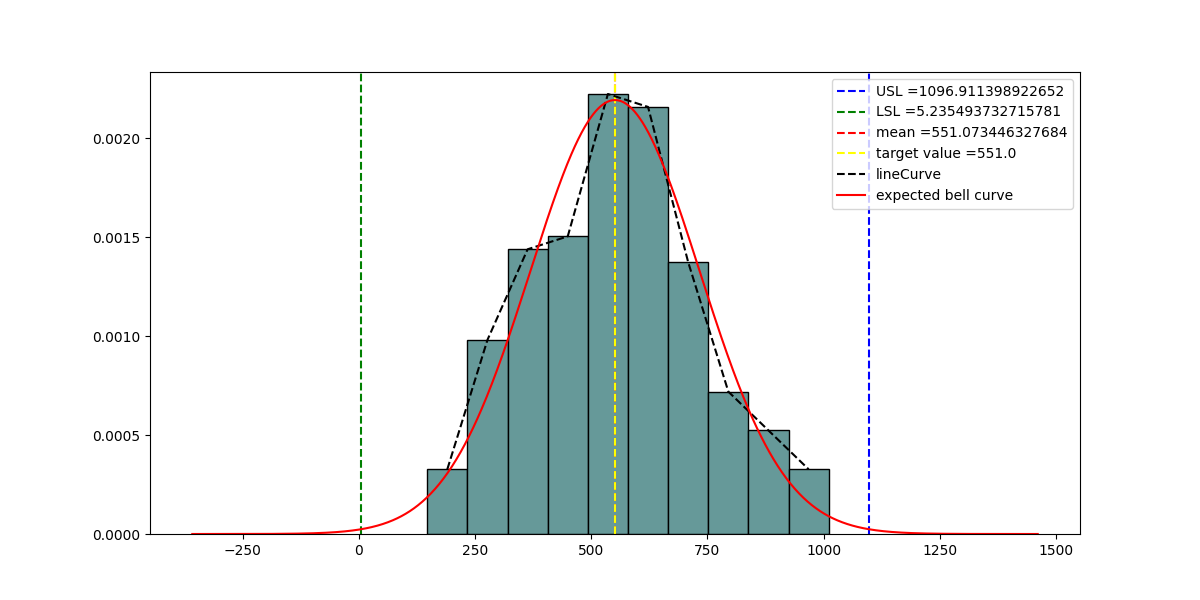 USL =1096.911398922652
LSL =5.235493732715781
mean =551.073446327684
target value =551.0
lineCurve
expected bell curve
0.0020
0.0015
0.0010
0.0005
0.0000
−250 0 250 500 750 1000 1250 1500